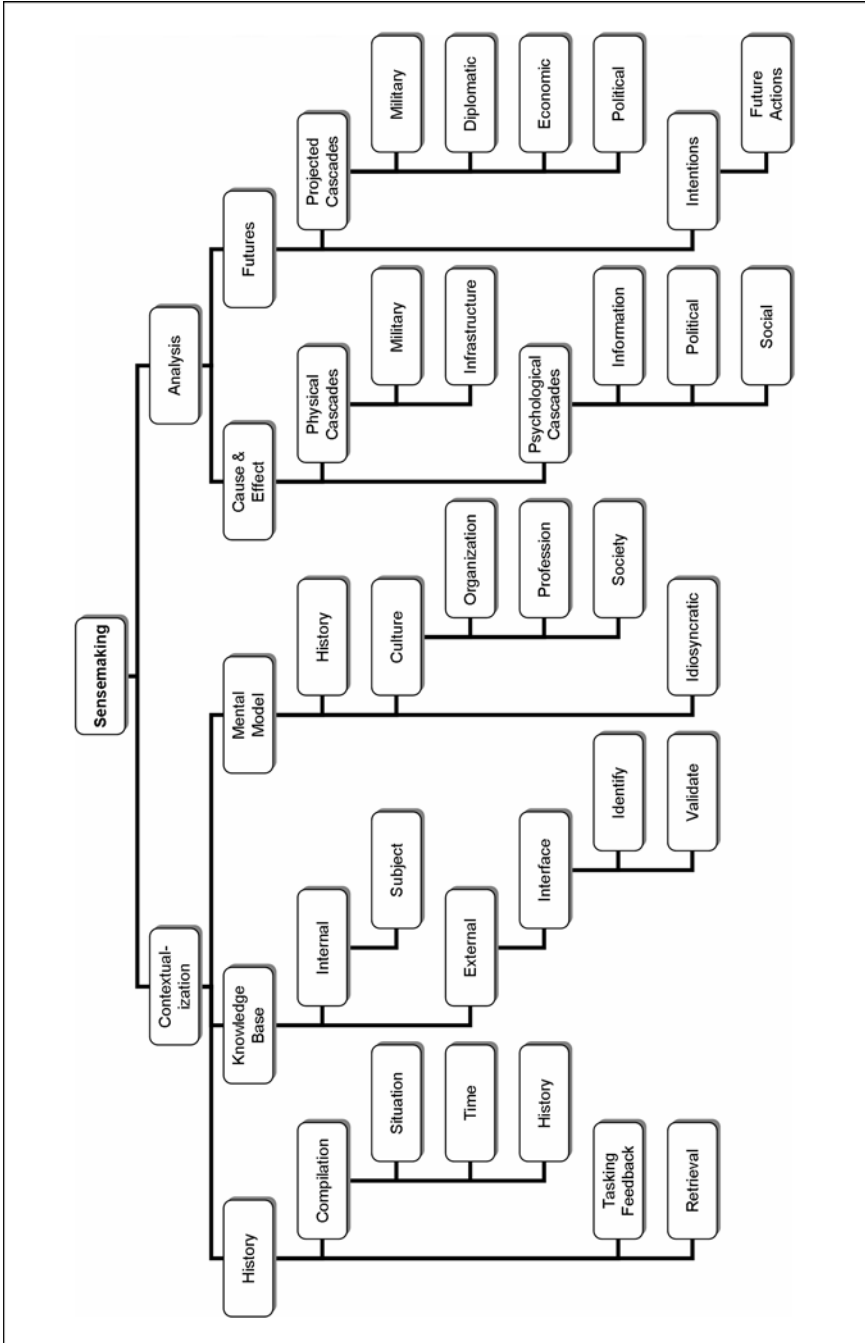 Sensemaking
Contextual-
ization
History
Compilation
Situation
Time
History
Tasking
Feedback
Retrieval
Knowledge
Base
Internal
Subject
External
Interface
Identify
Validate
Mental
Model
History
Culture
Organization
Profession
Society
Idiosyncratic
Analysis
Cause &
Effect
Physical
Cascades
Military
Infrastructure
Psychological
Cascades
Information
Political
Social
Futures
Projected
Cascades
Military
Diplomatic
Economic
Political
Intentions
Future
Actions